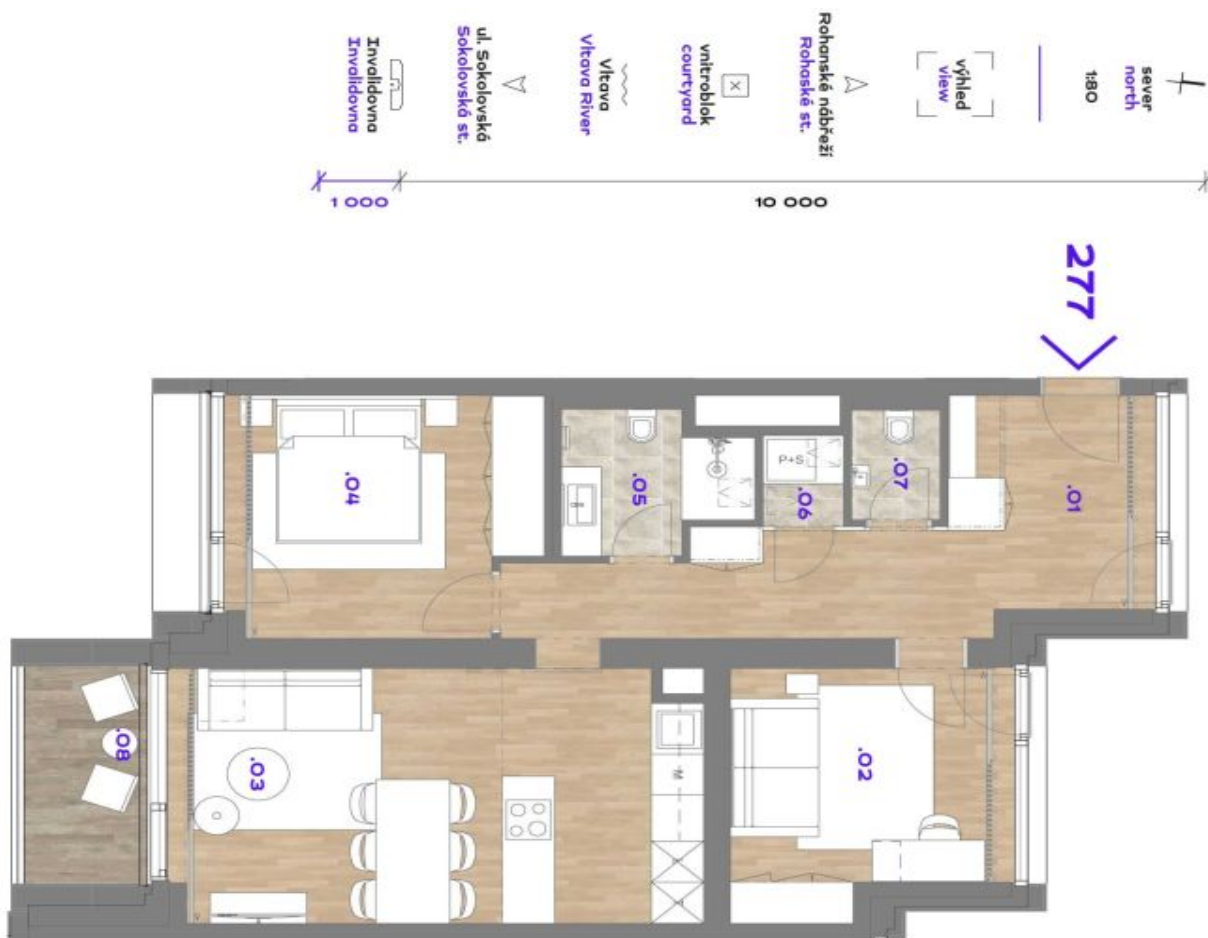 sever
north
1:80
výhled
view
Rohanské nábřeží
Rohaské st.
x
vnitroblok
courtyard
Vltava
Vltava River
ul. Sokolovská
Sokolovská st.
Invalidovna
Invalidovna
10 000
1 000
277
.01
.07
P+S
.06
.05
.04
.02
M
.03
.08